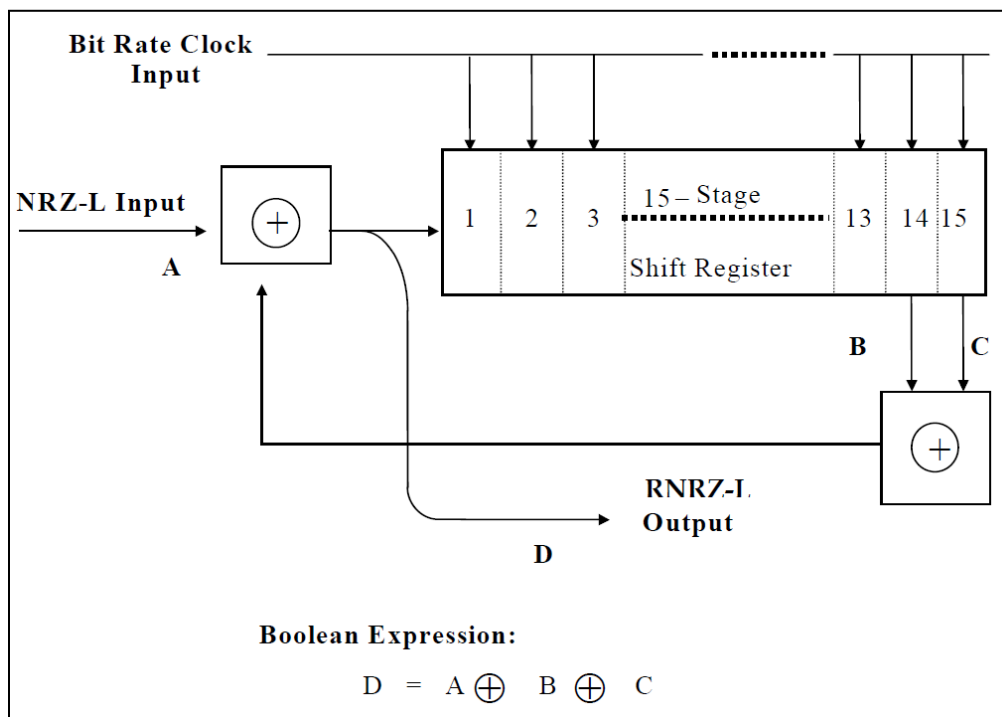 Bit Rate Clock
Input
NRZ-L Input
A
+
1 2 3 15 – Stage 13 14 15
Shift Register
B C
+
RNRZ-L
Output
D
Boolean Expression:
D = A ⊕ B ⊕ C